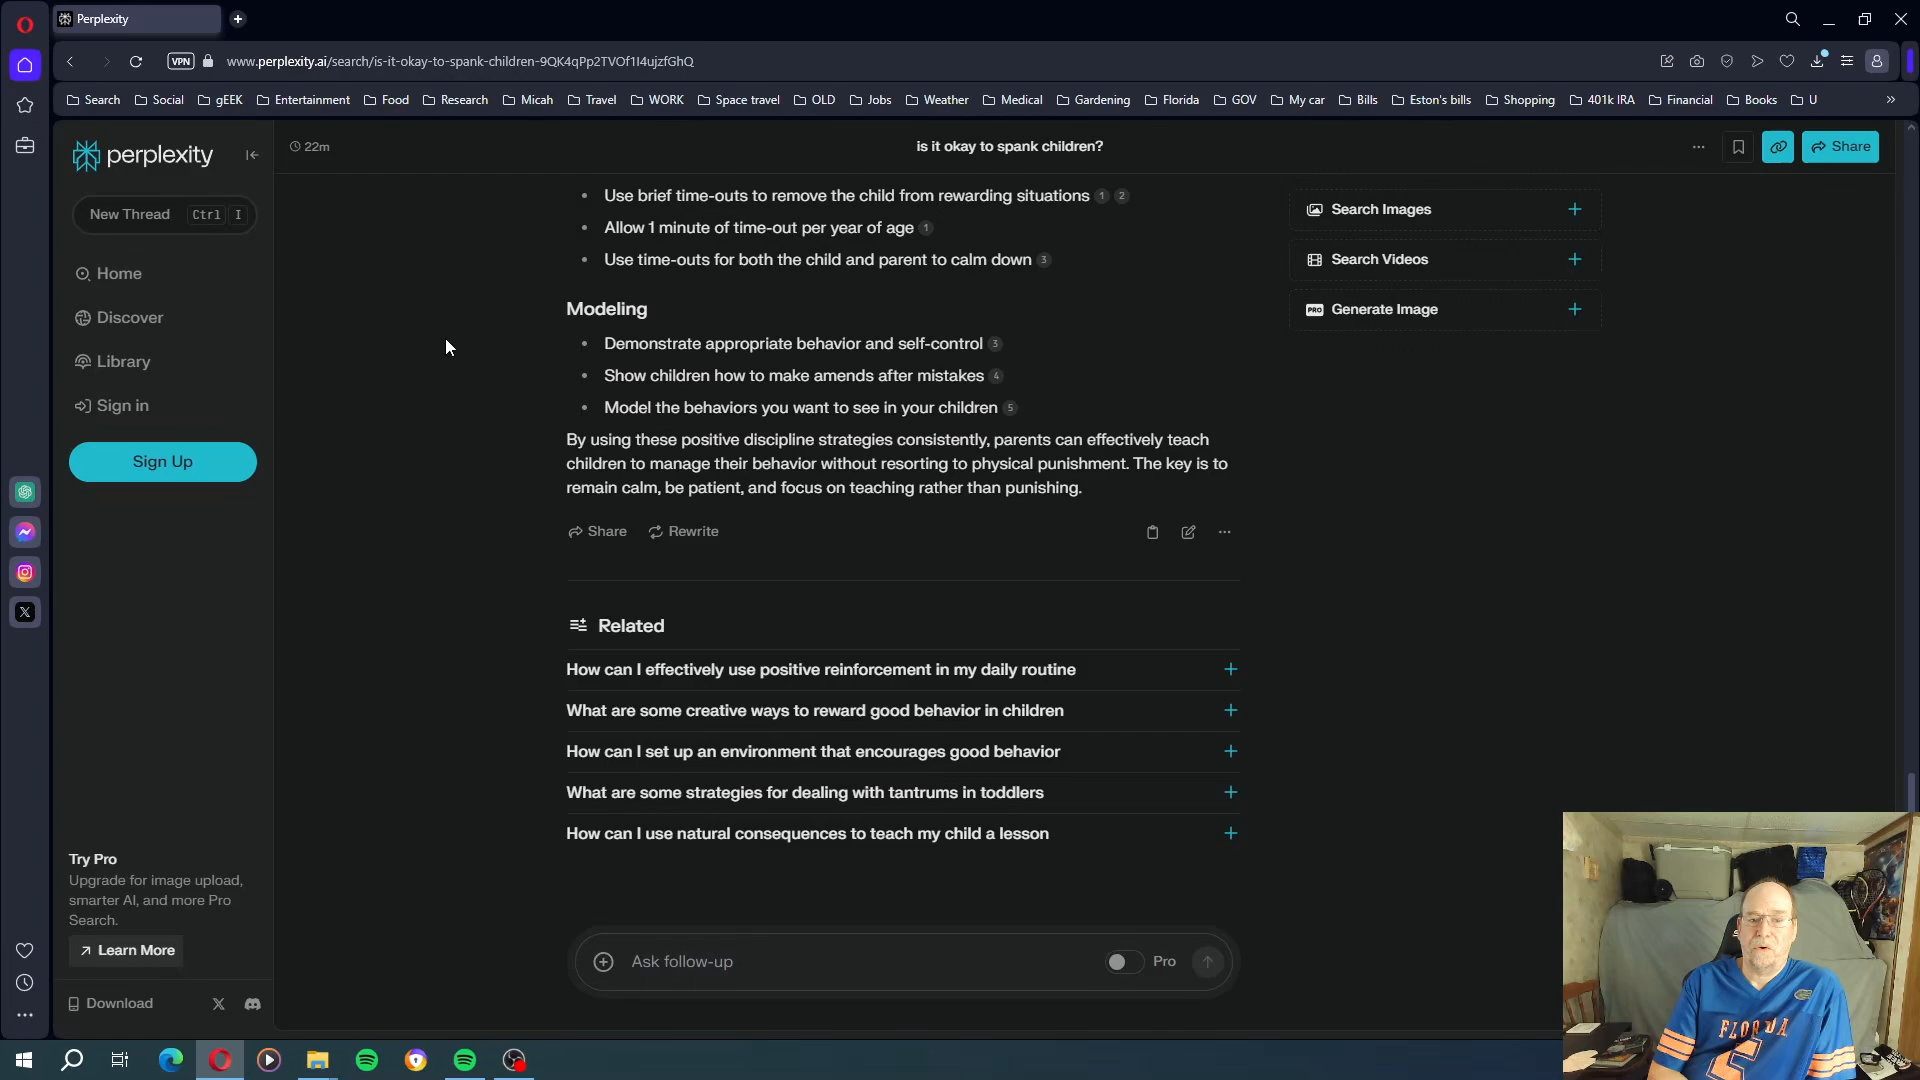 Perplexity
VPN
www.perplexity.ai/search/is-it-okay-to-spank-children-9QK4qPp2TVOf1I4ujzfGhQ
Search Social gEEK Entertainment Food Research Micah Travel WORK Space travel OLD Jobs Weather Medical Gardening Florida GOV My car Bills Eston's bills Shopping 401k IRA Financial Books U
perplexity
22m
is it okay to spank children?
Share
New Thread Ctrl I
Home
Discover
Library
Sign in
Sign Up
Use brief time-outs to remove the child from rewarding situations 1 2
Allow 1 minute of time-out per year of age 1
Use time-outs for both the child and parent to calm down 3
Modeling
Demonstrate appropriate behavior and self-control 3
Show children how to make amends after mistakes 4
Model the behaviors you want to see in your children 5
By using these positive discipline strategies consistently, parents can effectively teach
children to manage their behavior without resorting to physical punishment. The key is to
remain calm, be patient, and focus on teaching rather than punishing.
Share Rewrite
Related
How can I effectively use positive reinforcement in my daily routine
What are some creative ways to reward good behavior in children
How can I set up an environment that encourages good behavior
What are some strategies for dealing with tantrums in toddlers
How can I use natural consequences to teach my child a lesson
Ask follow-up
Pro
Search Images
Search Videos
PRO Generate Image
Try Pro
Upgrade for image upload,
smarter AI, and more Pro
Search.
Learn More
Download
FLORIDA